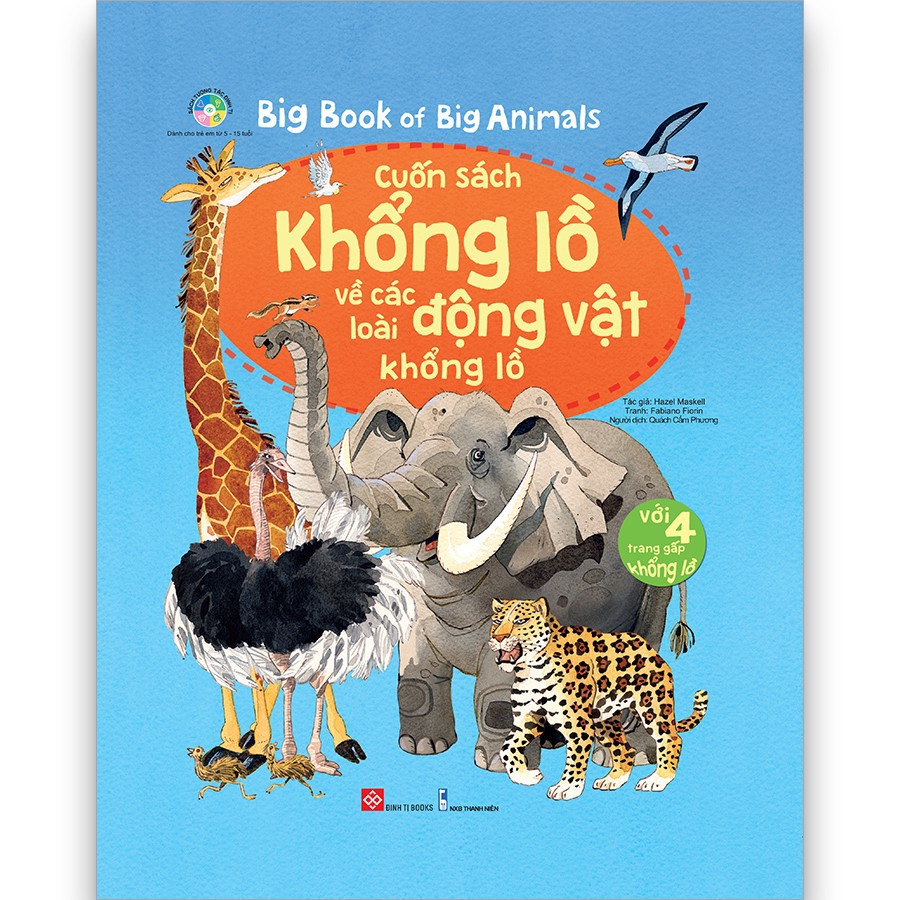 SÁCH TƯƠNG TÁC ĐINH TỊ
Dành cho trẻ em từ 5 - 15 tuổi
Big Book of Big Animals
Cuốn sách
Khổng lồ
về các
loài động vật
khổng lồ
Tác giả: Hazel Maskell
Tranh: Fabiano Fiorin
Người dịch: Quách Cẩm Phương
với 4
trang gấp
khổng lồ
ĐINH TỊ BOOKS
NXB THANH NIÊN